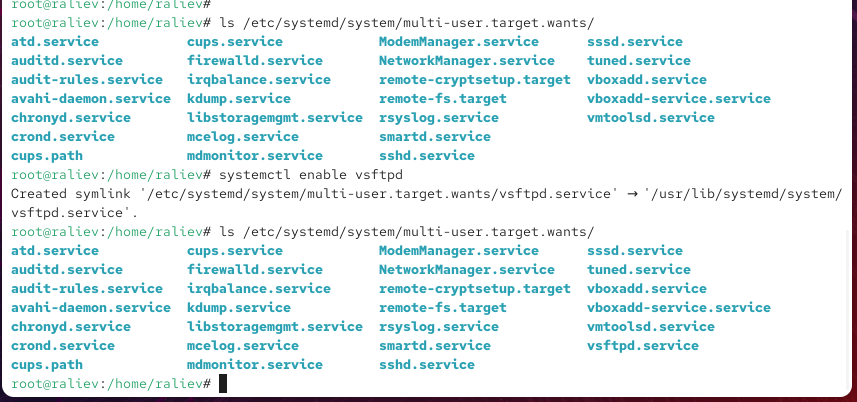 root@raliev:/home/raliev#
root@raliev:/home/raliev# ls /etc/systemd/system/multi-user.target.wants/
atd.service cups.service ModemManager.service sssd.service
auditd.service firewalld.service NetworkManager.service tuned.service
audit-rules.service irqbalance.service remote-cryptsetup.target vboxadd.service
avahi-daemon.service kdump.service remote-fs.target vboxadd-service.service
chronyd.service libstoragemgmt.service rsyslog.service vmtoolsd.service
crond.service mcelog.service smartd.service
cups.path mdmonitor.service sshd.service
root@raliev:/home/raliev# systemctl enable vsftpd
Created symlink '/etc/systemd/system/multi-user.target.wants/vsftpd.service' → '/usr/lib/systemd/system/
vsftpd.service'.
root@raliev:/home/raliev# ls /etc/systemd/system/multi-user.target.wants/
atd.service cups.service ModemManager.service sssd.service
auditd.service firewalld.service NetworkManager.service tuned.service
audit-rules.service irqbalance.service remote-cryptsetup.target vboxadd.service
avahi-daemon.service kdump.service remote-fs.target vboxadd-service.service
chronyd.service libstoragemgmt.service rsyslog.service vmtoolsd.service
crond.service mcelog.service smartd.service vsftpd.service
cups.path mdmonitor.service sshd.service
root@raliev:/home/raliev#